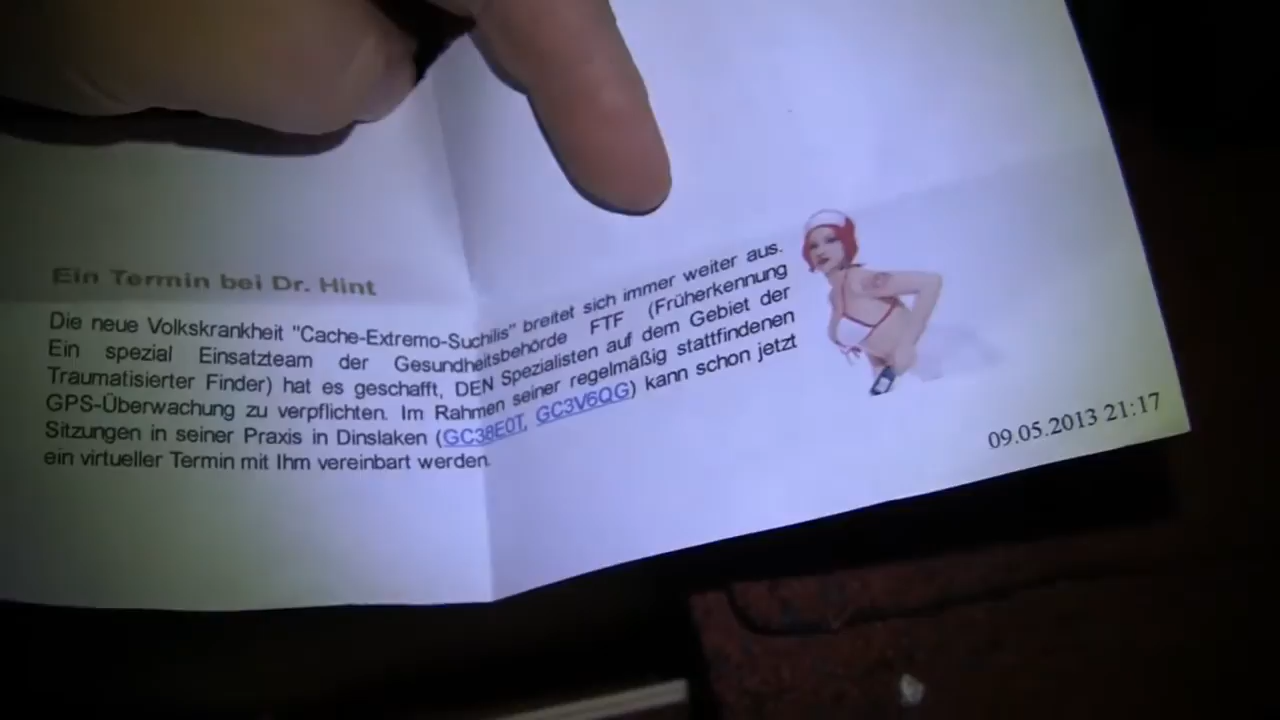 Ein Termin bei Dr. Hint
Die neue Volkskrankheit "Cache-Extremo-Suchilis" breitet sich immer weiter aus.
Ein spezial Einsatzteam der Gesundheitsbehörde FTF (Früherkennung
Traumatisierter Finder) hat es geschafft, DEN Spezialisten auf dem Gebiet der
GPS-Überwachung zu verpflichten. Im Rahmen seiner regelmäßig stattfindenen
Sitzungen in seiner Praxis in Dinslaken (GC38E0T, GC3V6QG) kann schon jetzt
ein virtueller Termin mit Ihm vereinbart werden.
09.05.2013 21:17